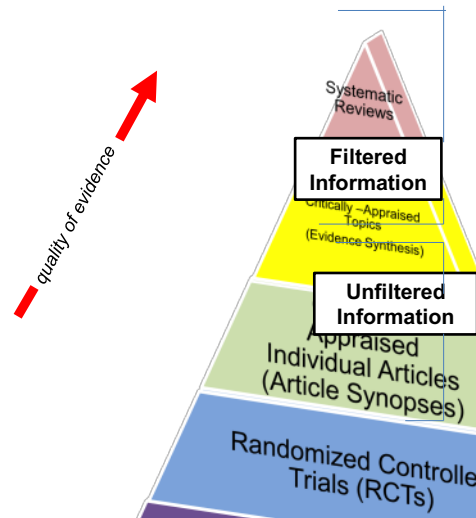 Systematic
Reviews
Filtered
Information
Critically –Appraised
Topics
(Evidence Synthesis)
quality of evidence
Unfiltered
Information
Appraised
Individual Articles
(Article Synopses)
Randomized Controlle
Trials (RCTs)